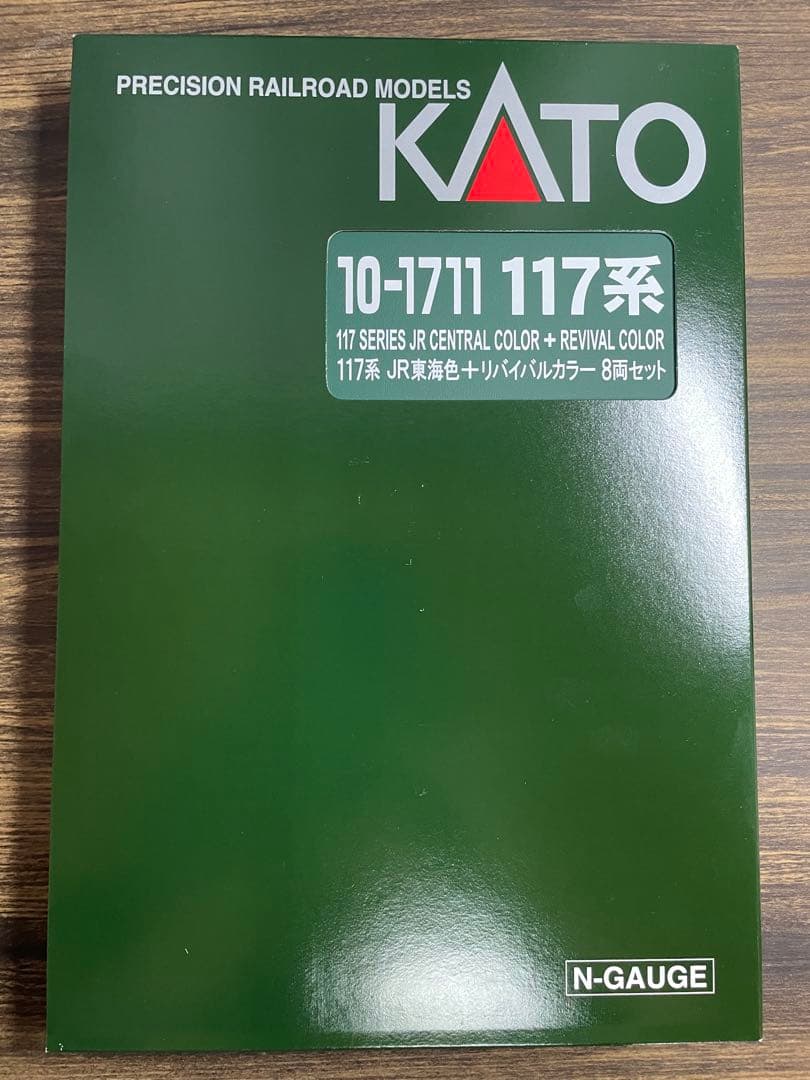 PRECISION RAILROAD MODELS
KATO
10-1711 117系
117 SERIES JR CENTRAL COLOR + REVIVAL COLOR
117系 JR東海色＋リバイバルカラー 8両セット
N-GAUGE